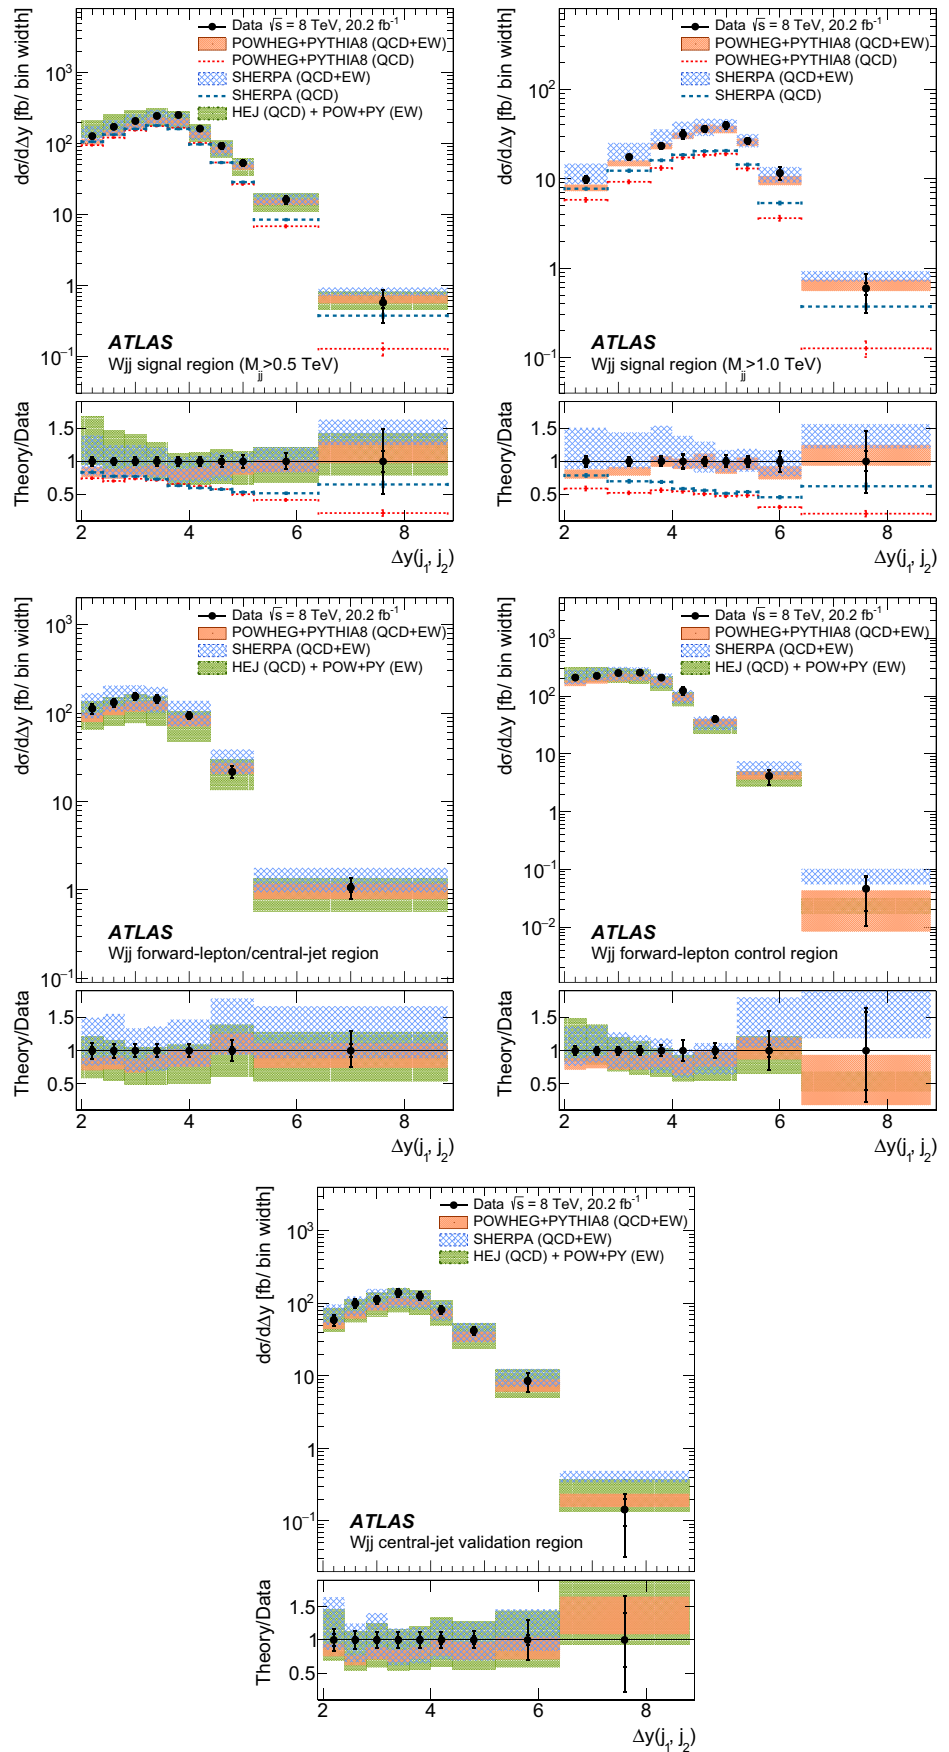 dσ/dΔy [fb/ bin width]
Data √s = 8 TeV, 20.2 fb⁻¹
POWHEG+PYTHIA8 (QCD+EW)
POWHEG+PYTHIA8 (QCD)
SHERPA (QCD+EW)
SHERPA (QCD)
HEJ (QCD) + POW+PY (EW)
10³
10²
10
1
10⁻¹
ATLAS
Wjj signal region (M_jj>0.5 TeV)
Theory/Data
1.5
1
0.5
2 4 6 8
Δy(j₁, j₂)
dσ/dΔy [fb/ bin width]
Data √s = 8 TeV, 20.2 fb⁻¹
POWHEG+PYTHIA8 (QCD+EW)
POWHEG+PYTHIA8 (QCD)
SHERPA (QCD+EW)
SHERPA (QCD)
10²
10
1
10⁻¹
ATLAS
Wjj signal region (M_jj>1.0 TeV)
Theory/Data
1.5
1
0.5
2 4 6 8
Δy(j₁, j₂)
dσ/dΔy [fb/ bin width]
Data √s = 8 TeV, 20.2 fb⁻¹
POWHEG+PYTHIA8 (QCD+EW)
SHERPA (QCD+EW)
HEJ (QCD) + POW+PY (EW)
10³
10²
10
1
10⁻¹
ATLAS
Wjj forward-lepton/central-jet region
Theory/Data
1.5
1
0.5
2 4 6 8
Δy(j₁, j₂)
dσ/dΔy [fb/ bin width]
Data √s = 8 TeV, 20.2 fb⁻¹
POWHEG+PYTHIA8 (QCD+EW)
SHERPA (QCD+EW)
HEJ (QCD) + POW+PY (EW)
10³
10²
10
1
10⁻¹
10⁻²
ATLAS
Wjj forward-lepton control region
Theory/Data
1.5
1
0.5
2 4 6 8
Δy(j₁, j₂)
dσ/dΔy [fb/ bin width]
Data √s = 8 TeV, 20.2 fb⁻¹
POWHEG+PYTHIA8 (QCD+EW)
SHERPA (QCD+EW)
HEJ (QCD) + POW+PY (EW)
10³
10²
10
1
10⁻¹
ATLAS
Wjj central-jet validation region
Theory/Data
1.5
1
0.5
2 4 6 8
Δy(j₁, j₂)